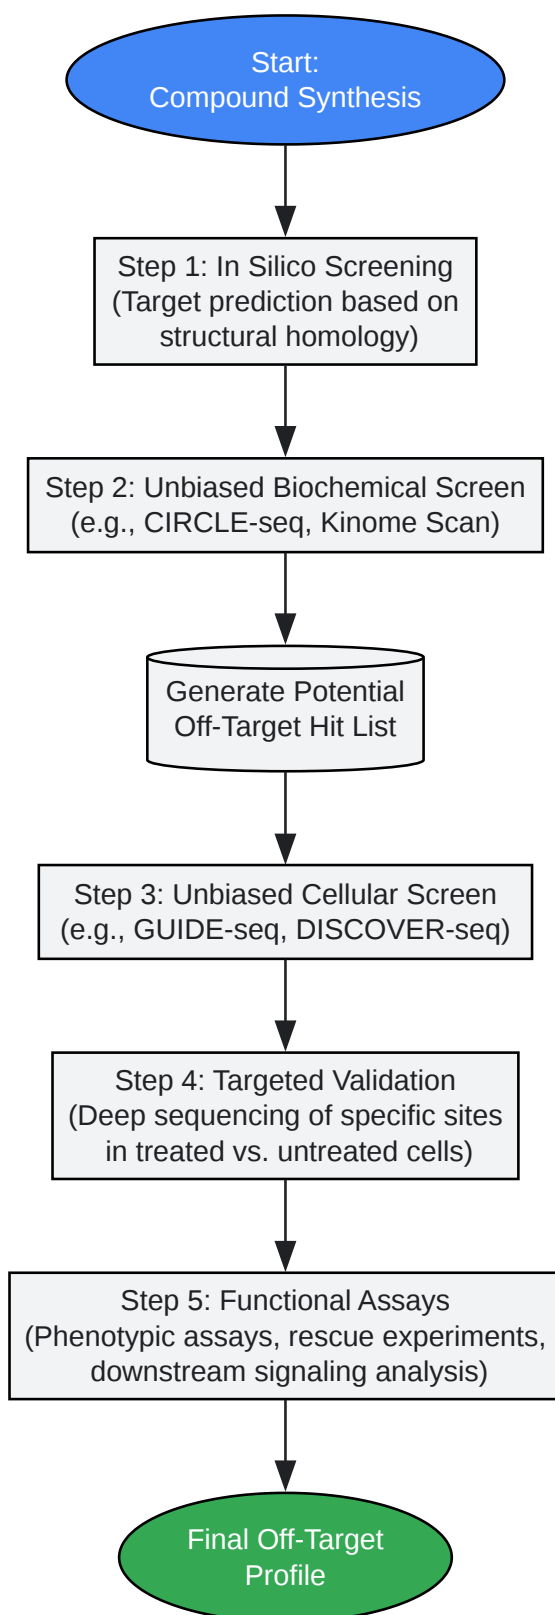 Start:
Compound Synthesis
Step 1: In Silico Screening
(Target prediction based on
structural homology)
Step 2: Unbiased Biochemical Screen
(e.g., CIRCLE-seq, Kinome Scan)
Generate Potential
Off-Target Hit List
Step 3: Unbiased Cellular Screen
(e.g., GUIDE-seq, DISCOVER-seq)
Step 4: Targeted Validation
(Deep sequencing of specific sites
in treated vs. untreated cells)
Step 5: Functional Assays
(Phenotypic assays, rescue experiments,
downstream signaling analysis)
Final Off-Target
Profile